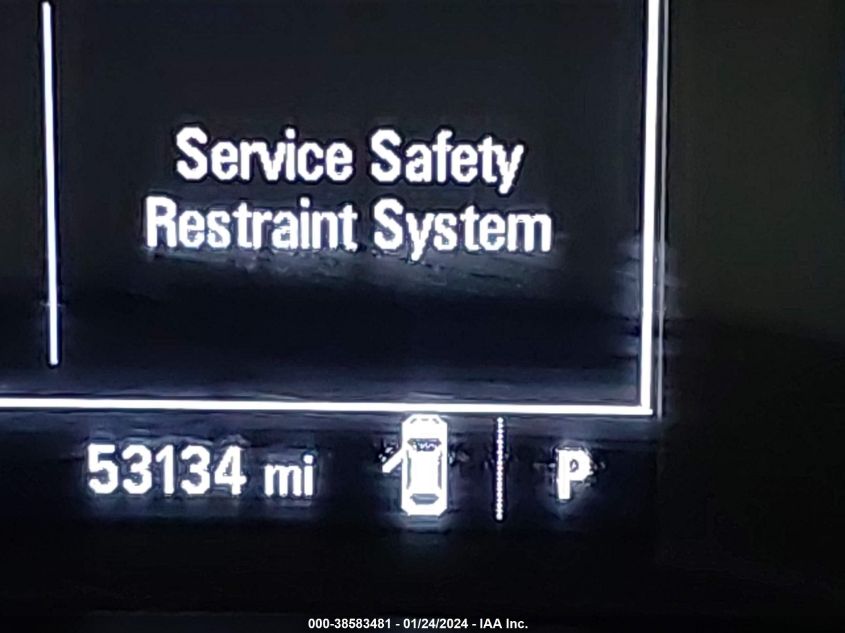 Service Safety
Restraint System
53134 mi P
000-38583481 - 01/24/2024 - IAA Inc.